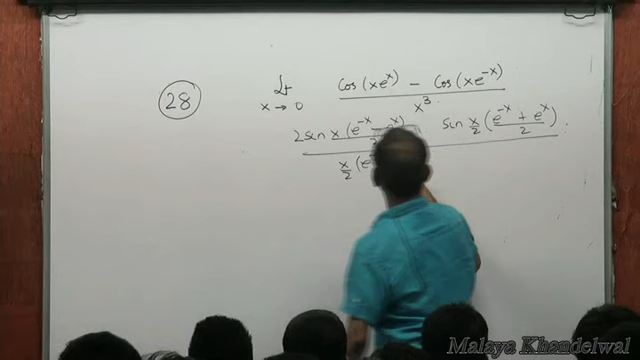 28
Lt x → 0 Cos (xe^x) − Cos (xe^-x)
x^3
2 Sin x (e^-x − e^x) Sin x/2 (e^-x + e^x / 2)
x/2 (e
Malaya Khandelwal